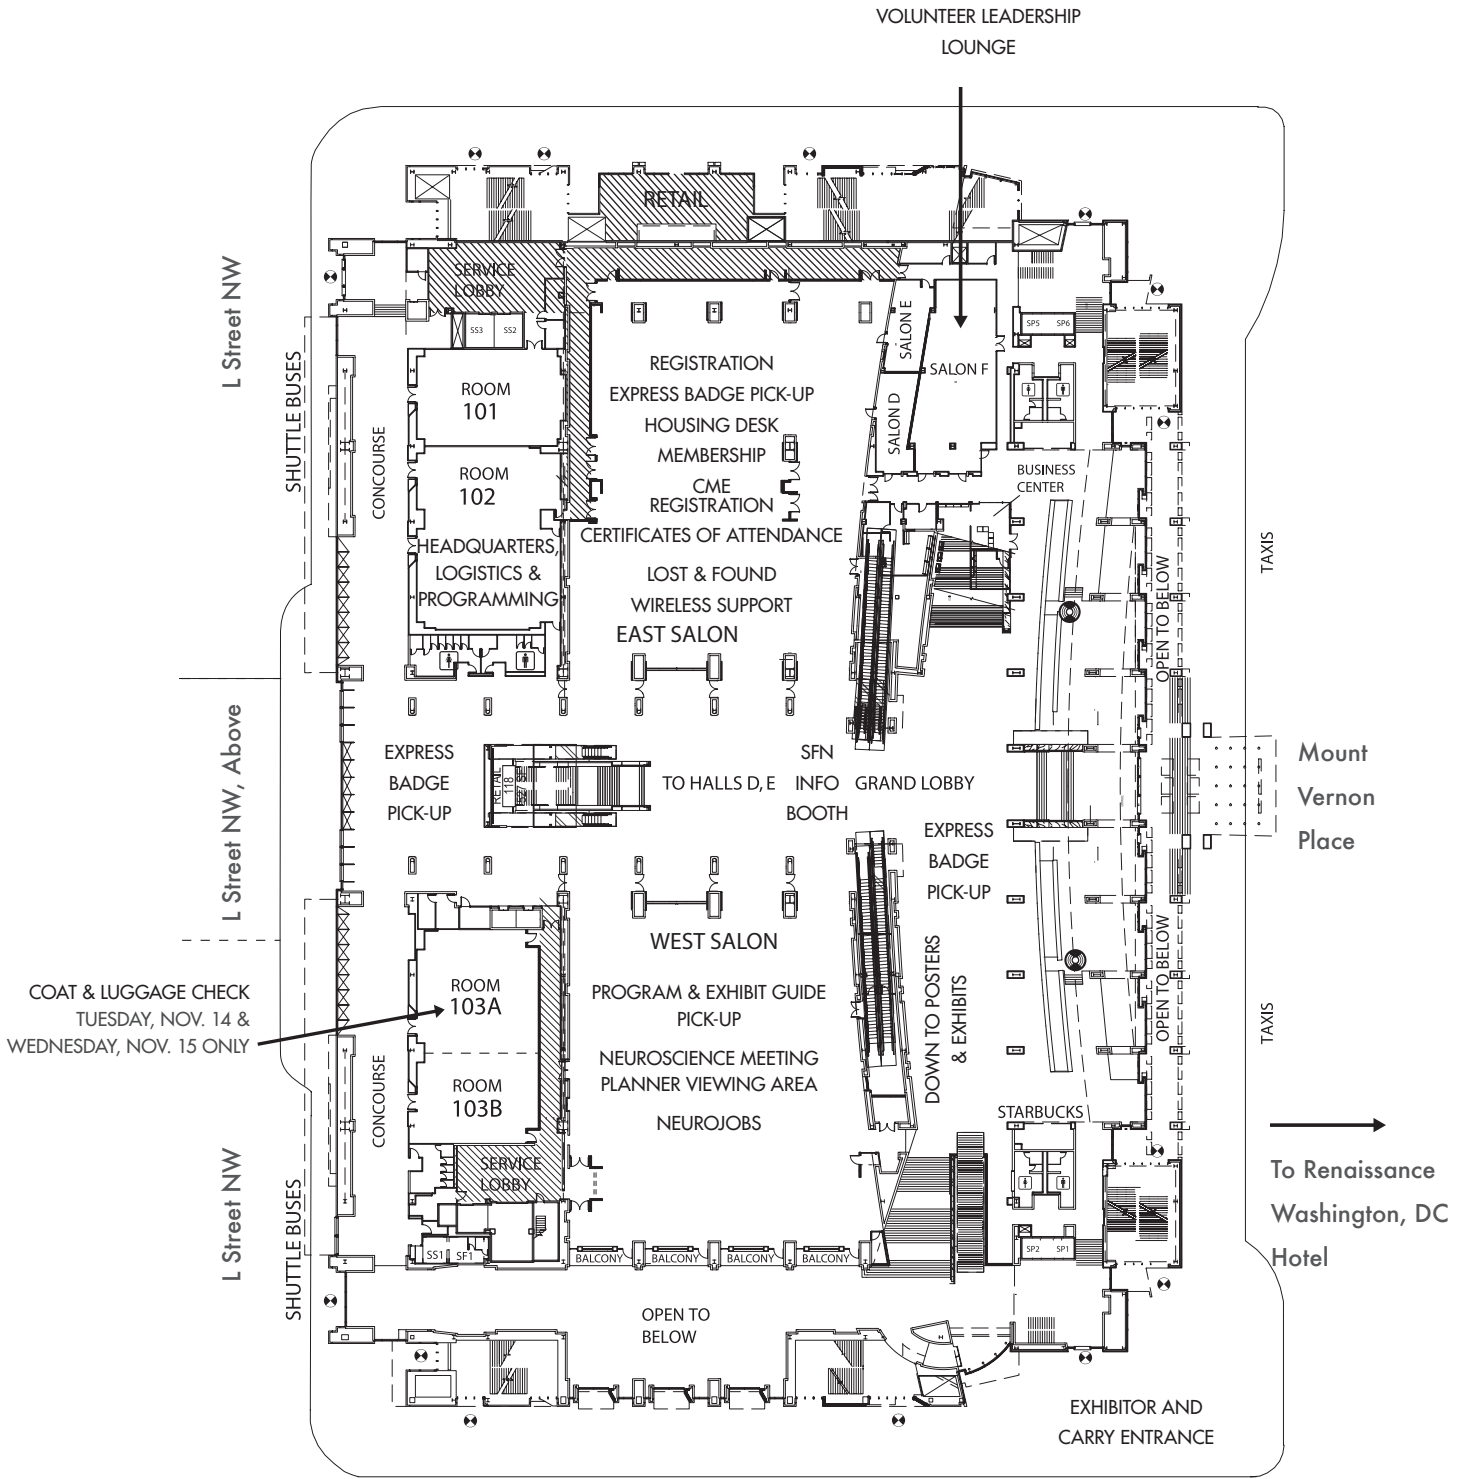 VOLUNTEER LEADERSHIP
LOUNGE
RETAIL
SERVICE
LOBBY
SS3
SS2
L Street NW
SHUTTLE BUSES
CONCOURSE
ROOM
101
ROOM
102
HEADQUARTERS,
LOGISTICS &
PROGRAMMING
REGISTRATION
EXPRESS BADGE PICK-UP
HOUSING DESK
MEMBERSHIP
CME
REGISTRATION
CERTIFICATES OF ATTENDANCE
LOST & FOUND
WIRELESS SUPPORT
EAST SALON
SALON E
SALON D
SALON F
SP5
SP6
BUSINESS
CENTER
OPEN TO BELOW
TAXIS
L Street NW, Above
EXPRESS
BADGE
PICK-UP
RETAIL
118
TO HALLS D, E
SFN
INFO
BOOTH
GRAND LOBBY
EXPRESS
BADGE
PICK-UP
Mount
Vernon
Place
WEST SALON
PROGRAM & EXHIBIT GUIDE
PICK-UP
NEUROSCIENCE MEETING
PLANNER VIEWING AREA
NEUROJOBS
DOWN TO POSTERS
& EXHIBITS
OPEN TO BELOW
TAXIS
COAT & LUGGAGE CHECK
TUESDAY, NOV. 14 &
WEDNESDAY, NOV. 15 ONLY
ROOM
103A
ROOM
103B
CONCOURSE
L Street NW
SHUTTLE BUSES
SERVICE
LOBBY
SS1
SF1
STARBUCKS
SP2
SP1
BALCONY
BALCONY
BALCONY
BALCONY
To Renaissance
Washington, DC
Hotel
OPEN TO
BELOW
EXHIBITOR AND
CARRY ENTRANCE